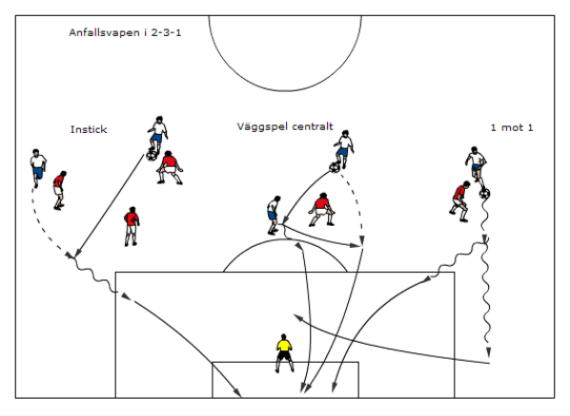 Anfallsvapen i 2-3-1
Instick
Väggspel centralt
1 mot 1